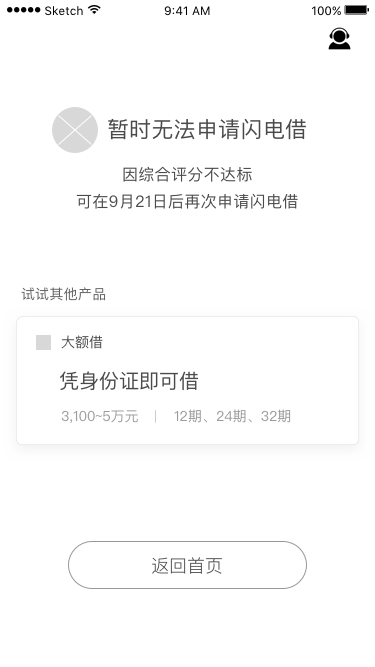 Sketch 9:41 AM 100%
暂时无法申请闪电借
因综合评分不达标
可在9月21日后再次申请闪电借
试试其他产品
大额借
凭身份证即可借
3,100~5万元 | 12期、24期、32期
返回首页